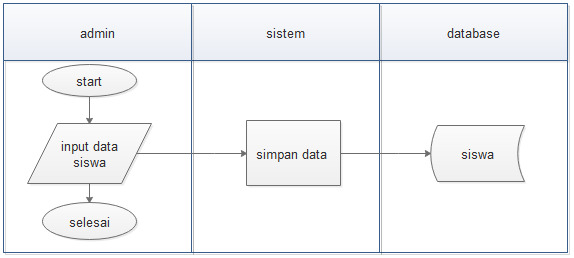 admin
sistem
database
start
input data
siswa
simpan data
siswa
selesai